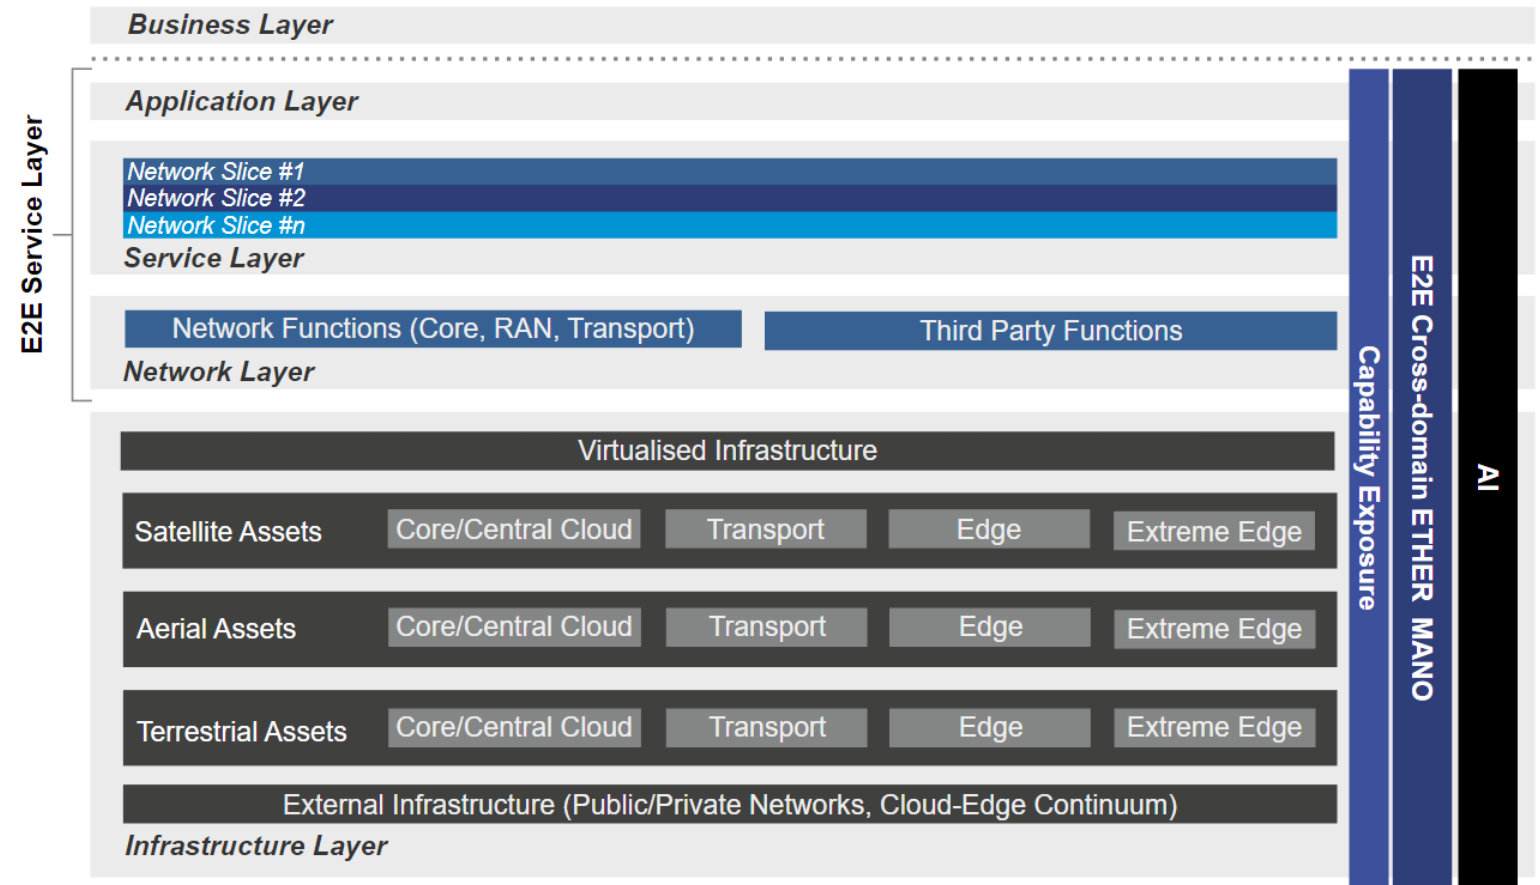 Business Layer
E2E Service Layer
Application Layer
Network Slice #1
Network Slice #2
Network Slice #n
Service Layer
Network Functions (Core, RAN, Transport)
Third Party Functions
Network Layer
Virtualised Infrastructure
Satellite Assets
Core/Central Cloud
Transport
Edge
Extreme Edge
Aerial Assets
Core/Central Cloud
Transport
Edge
Extreme Edge
Terrestrial Assets
Core/Central Cloud
Transport
Edge
Extreme Edge
External Infrastructure (Public/Private Networks, Cloud-Edge Continuum)
Infrastructure Layer
Capability Exposure
E2E Cross-domain ETHER MANO
AI